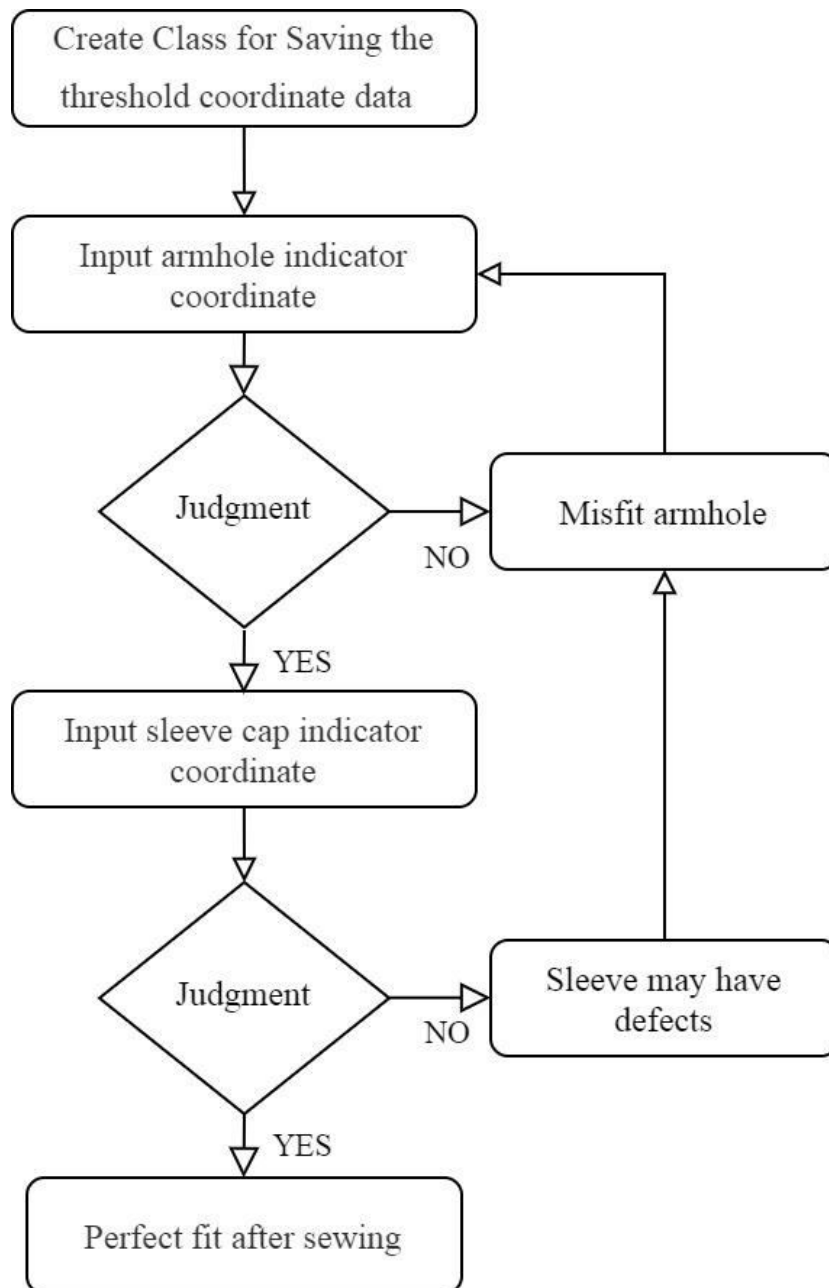 Create Class for Saving the
threshold coordinate data
Input armhole indicator
coordinate
Judgment
NO
Misfit armhole
YES
Input sleeve cap indicator
coordinate
Judgment
NO
Sleeve may have
defects
YES
Perfect fit after sewing